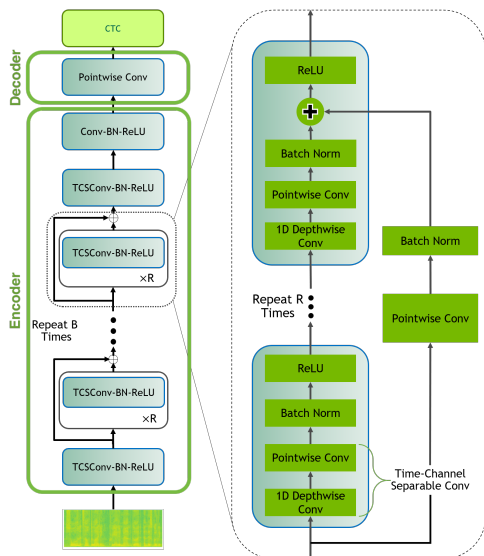 CTC
Decoder
Pointwise Conv
Encoder
Conv-BN-ReLU
TCSConv-BN-ReLU
TCSConv-BN-ReLU
×R
Repeat B
Times
TCSConv-BN-ReLU
×R
TCSConv-BN-ReLU
ReLU
Batch Norm
Pointwise Conv
1D Depthwise
Conv
Batch Norm
Pointwise Conv
Repeat R
Times
ReLU
Batch Norm
Pointwise Conv
1D Depthwise
Conv
Time-Channel
Separable Conv